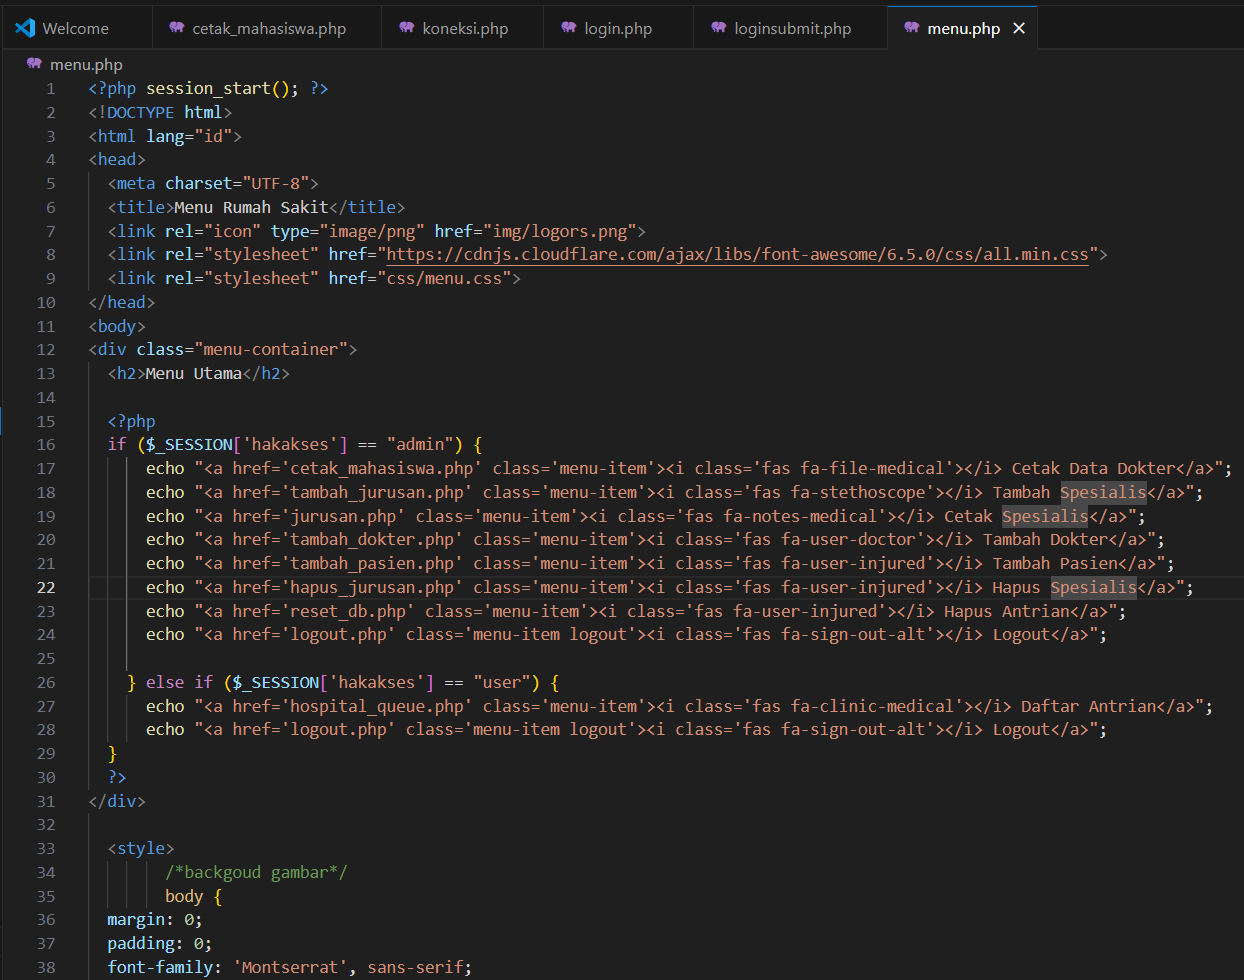 Welcome cetak_mahasiswa.php koneksi.php login.php loginsubmit.php menu.php
menu.php
1 <?php session_start(); ?>
2 <!DOCTYPE html>
3 <html lang="id">
4 <head>
5 <meta charset="UTF-8">
6 <title>Menu Rumah Sakit</title>
7 <link rel="icon" type="image/png" href="img/logors.png">
8 <link rel="stylesheet" href="https://cdnjs.cloudflare.com/ajax/libs/font-awesome/6.5.0/css/all.min.css">
9 <link rel="stylesheet" href="css/menu.css">
10 </head>
11 <body>
12 <div class="menu-container">
13 <h2>Menu Utama</h2>
14
15 <?php
16 if ($_SESSION['hakakses'] == "admin") {
17 echo "<a href='cetak_mahasiswa.php' class='menu-item'><i class='fas fa-file-medical'></i> Cetak Data Dokter</a>";
18 echo "<a href='tambah_jurusan.php' class='menu-item'><i class='fas fa-stethoscope'></i> Tambah Spesialis</a>";
19 echo "<a href='jurusan.php' class='menu-item'><i class='fas fa-notes-medical'></i> Cetak Spesialis</a>";
20 echo "<a href='tambah_dokter.php' class='menu-item'><i class='fas fa-user-doctor'></i> Tambah Dokter</a>";
21 echo "<a href='tambah_pasien.php' class='menu-item'><i class='fas fa-user-injured'></i> Tambah Pasien</a>";
22 echo "<a href='hapus_jurusan.php' class='menu-item'><i class='fas fa-user-injured'></i> Hapus Spesialis</a>";
23 echo "<a href='reset_db.php' class='menu-item'><i class='fas fa-user-injured'></i> Hapus Antrian</a>";
24 echo "<a href='logout.php' class='menu-item logout'><i class='fas fa-sign-out-alt'></i> Logout</a>";
25
26 } else if ($_SESSION['hakakses'] == "user") {
27 echo "<a href='hospital_queue.php' class='menu-item'><i class='fas fa-clinic-medical'></i> Daftar Antrian</a>";
28 echo "<a href='logout.php' class='menu-item logout'><i class='fas fa-sign-out-alt'></i> Logout</a>";
29 }
30 ?>
31 </div>
32
33 <style>
34 /*backgoud gambar*/
35 body {
36 margin: 0;
37 padding: 0;
38 font-family: 'Montserrat', sans-serif;